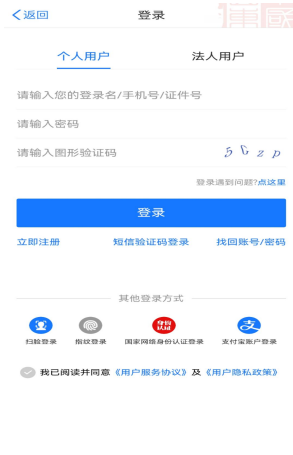 返回
登录
个人用户 法人用户
请输入您的登录名/手机号/证件号
请输入密码
请输入图形验证码
5 G z p
登录遇到问题?点这里
登录
立即注册 短信验证码登录 找回账号/密码
其他登录方式
身份
认证
支
扫脸登录 指纹登录 国家网络身份认证登录 支付宝账户登录
我已阅读并同意《用户服务协议》及《用户隐私政策》